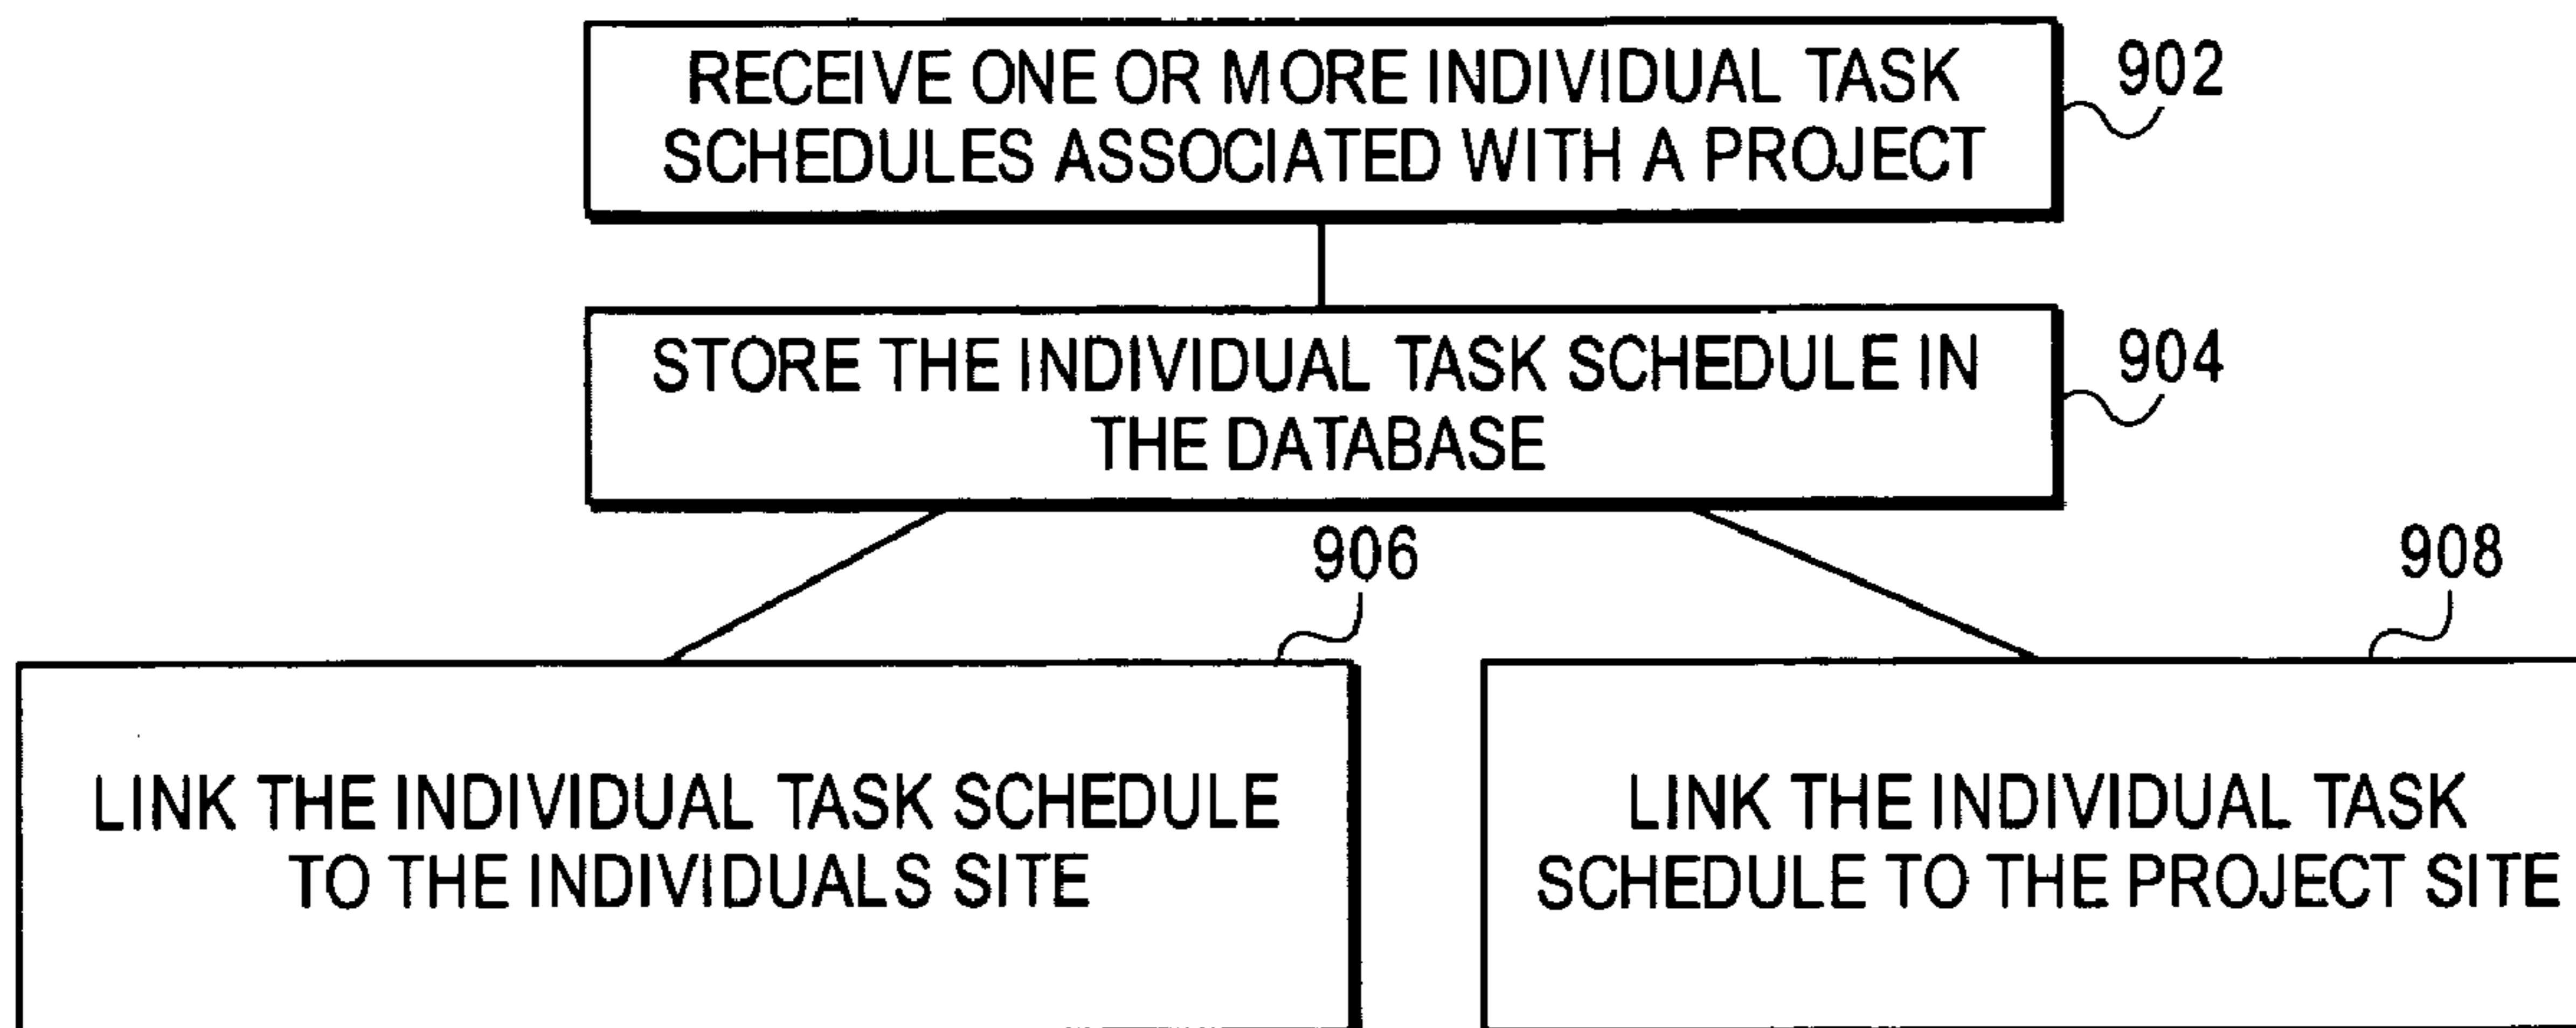 RECEIVE ONE OR MORE INDIVIDUAL TASK
SCHEDULES ASSOCIATED WITH A PROJECT
902
STORE THE INDIVIDUAL TASK SCHEDULE IN
THE DATABASE
904
906
LINK THE INDIVIDUAL TASK SCHEDULE
TO THE INDIVIDUALS SITE
908
LINK THE INDIVIDUAL TASK
SCHEDULE TO THE PROJECT SITE